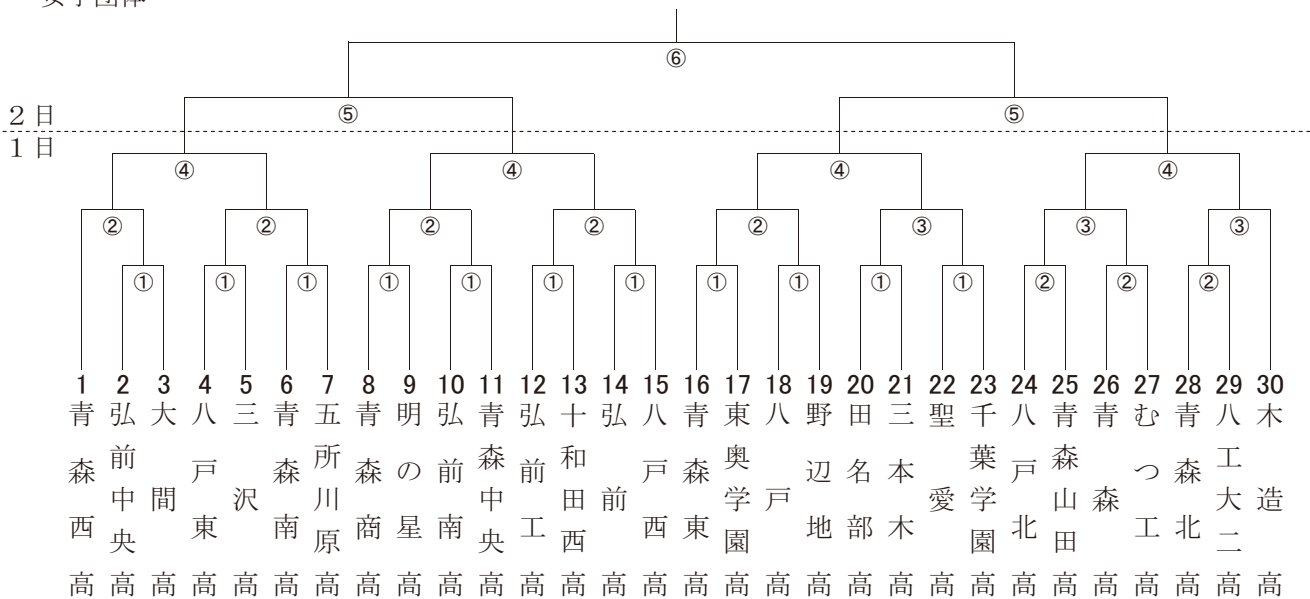 ⑥
⑤ ⑤
2日
1日
④ ④ ④ ④
② ② ② ② ② ③ ③ ③
① ① ① ① ① ① ① ① ① ① ① ② ② ②
1 青森西高
2 弘前中央高
3 大間高
4 八戸東高
5 三沢高
6 青森南高
7 五所川原高
8 青森商高
9 明の星高
10 弘前南高
11 青森中央高
12 弘前工高
13 十和田西高
14 弘前高
15 八戸西高
16 青森東高
17 東奥学園高
18 八戸高
19 野辺地高
20 田名部高
21 三本木高
22 聖愛高
23 千葉学園高
24 八戸北高
25 青森山田高
26 青森高
27 むつ工高
28 青森北高
29 八工大二高
30 木造高